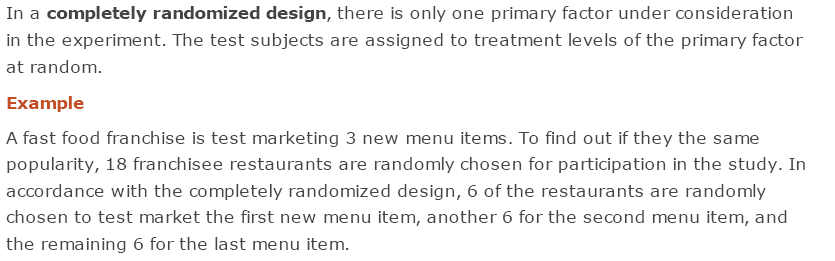 In a completely randomized design, there is only one primary factor under consideration
in the experiment. The test subjects are assigned to treatment levels of the primary factor
at random.
Example
A fast food franchise is test marketing 3 new menu items. To find out if they the same
popularity, 18 franchisee restaurants are randomly chosen for participation in the study. In
accordance with the completely randomized design, 6 of the restaurants are randomly
chosen to test market the first new menu item, another 6 for the second menu item, and
the remaining 6 for the last menu item.